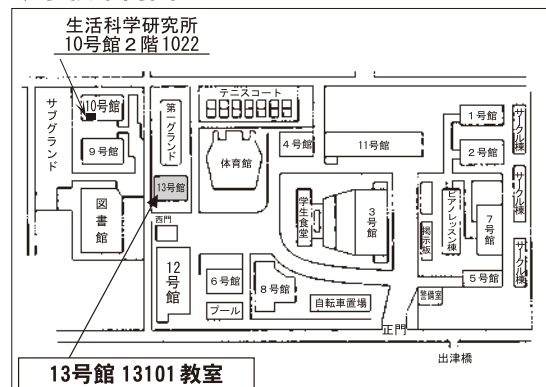 生活科学研究所
10号館2階1022
テニスコート
サブグランド
10号館
第一グランド
1号館
サークル棟
9号館
体育館
4号館
11号館
2号館
13号館
図書館
西門
学生食堂
3号館
掲示板
ピアノレッスン棟
7号館
サークル棟
サークル棟
12号館
6号館
8号館
5号館
プール
自転車置場
警備室
正門
出津橋
13号館 13101教室